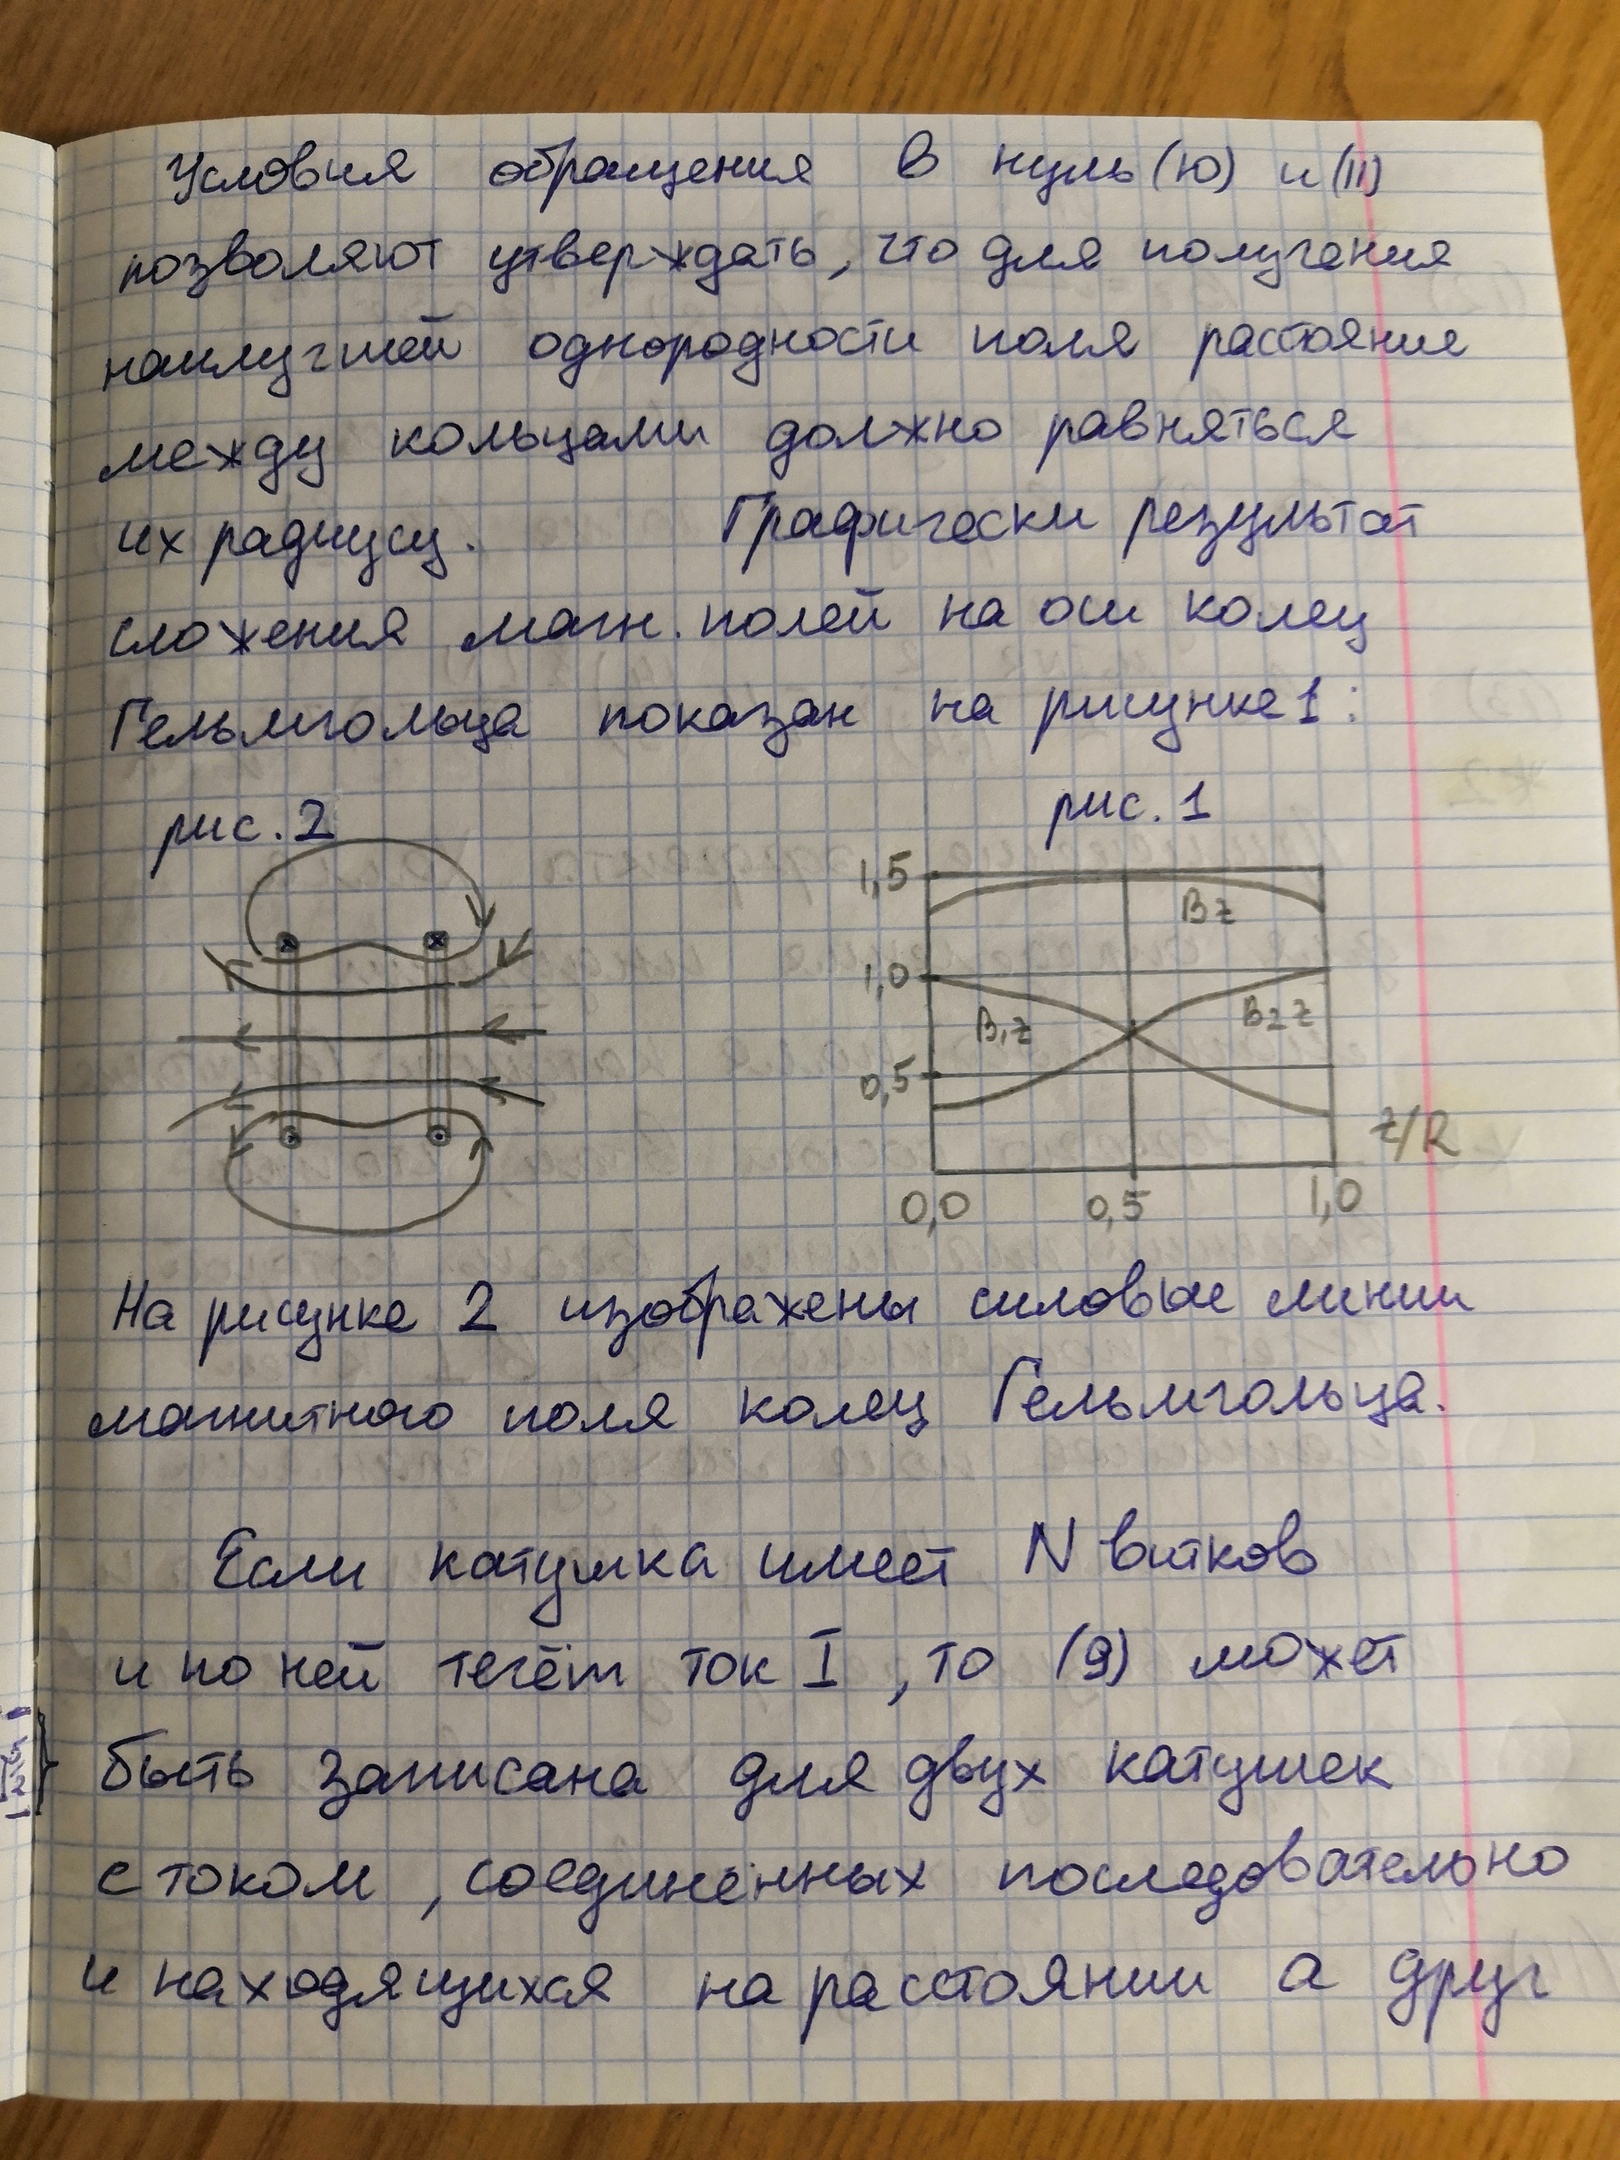 Условия обращения в нуль (10) и (11)
позволяют утверждать, что для получения
наилучшей однородности поля расстояние
между кольцами должно равняться
их радиусу. Графически результат
сложения магн. полей на оси колец
Гельмгольца показан на рисунке 1:
рис. 2
рис. 1
1,5
Bz
1,0
B₁z
B₂z
0,5
z/R
0,0 0,5 1,0
На рисунке 2 изображены силовые линии
магнитного поля колец Гельмгольца.
Если катушка имеет N витков
и по ней течёт ток I, то (9) может
быть записана для двух катушек
с током, соединённых последовательно
и находящихся на расстоянии a друг